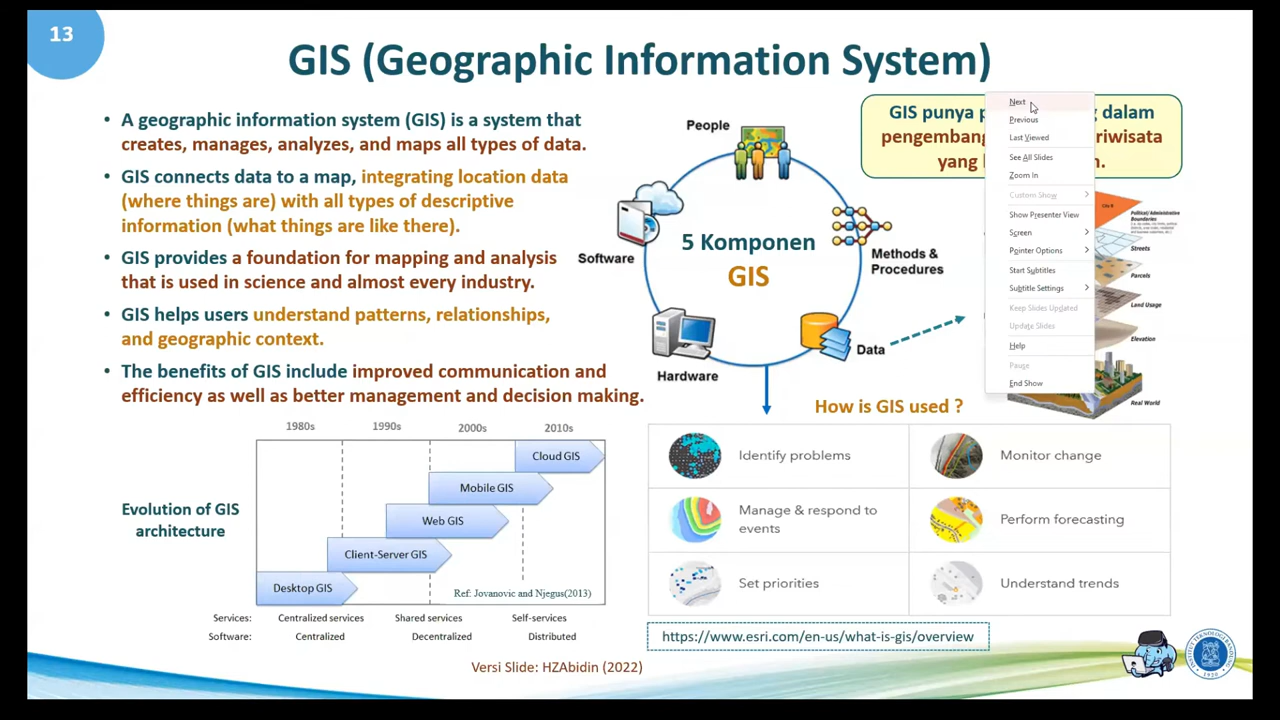 13
GIS (Geographic Information System)
• A geographic information system (GIS) is a system that
creates, manages, analyzes, and maps all types of data.
• GIS connects data to a map, integrating location data
(where things are) with all types of descriptive
information (what things are like there).
• GIS provides a foundation for mapping and analysis
that is used in science and almost every industry.
• GIS helps users understand patterns, relationships,
and geographic context.
• The benefits of GIS include improved communication and
efficiency as well as better management and decision making.
People
Software
5 Komponen
GIS
Methods &
Procedures
Hardware
Data
GIS punya
dalam
yang
Next
Previous
Last Viewed
See All Slides
Zoom In
Custom Show
Show Presenter View
Screen
Pointer Options
Start Subtitles
Subtitle Settings
Keep Slides Updated
Update Slides
Help
Pause
End Show
Political/Administrative
Boundaries
Streets
Parcels
Land Usage
Elevation
Real World
How is GIS used ?
Identify problems
Monitor change
Manage & respond to
events
Perform forecasting
Set priorities
Understand trends
https://www.esri.com/en-us/what-is-gis/overview
Evolution of GIS
architecture
1980s 1990s 2000s 2010s
Cloud GIS
Mobile GIS
Web GIS
Client-Server GIS
Desktop GIS
Ref: Jovanovic and Njegus(2013)
Services: Centralized services Shared services Self-services
Software: Centralized Decentralized Distributed
Versi Slide: HZAbidin (2022)
INSTITUT TEKNOLOGI BANDUNG
1920